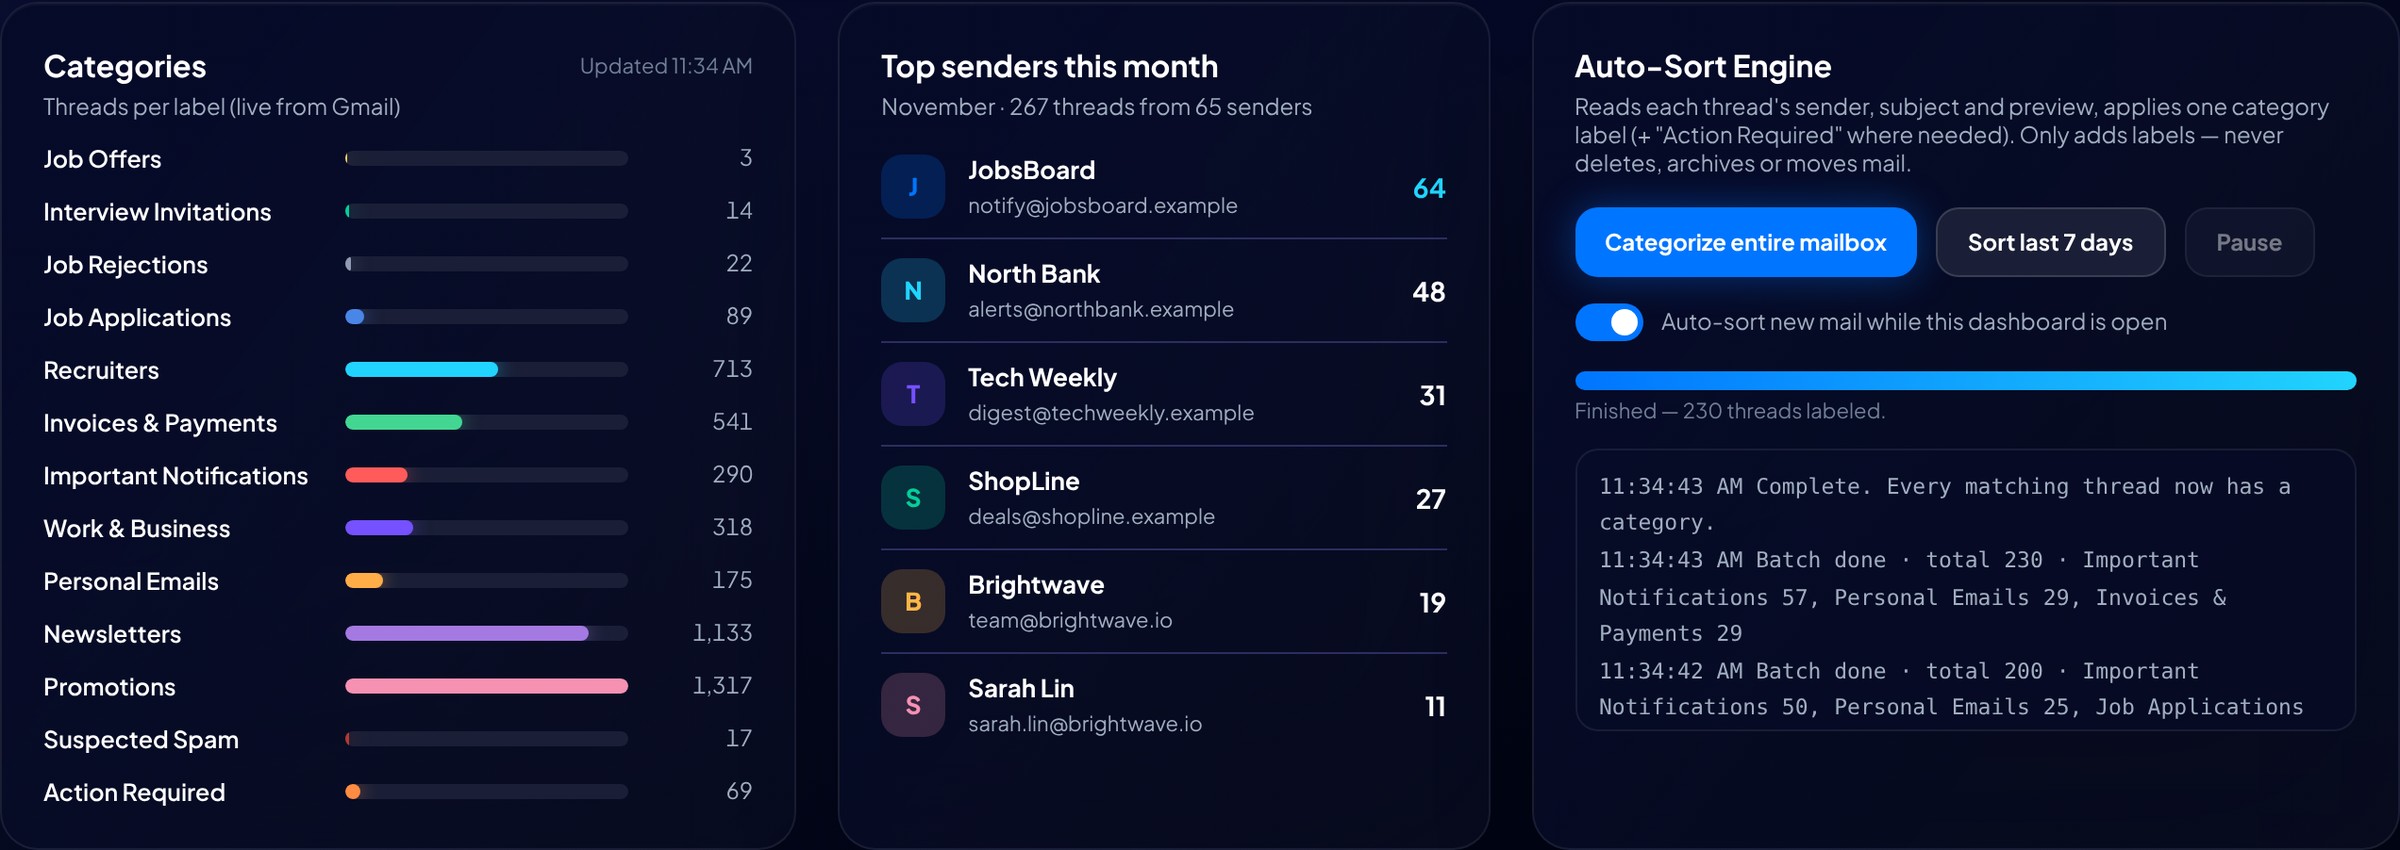 Categories
Updated 11:34 AM
Threads per label (live from Gmail)
Job Offers 3
Interview Invitations 14
Job Rejections 22
Job Applications 89
Recruiters 713
Invoices & Payments 541
Important Notifications 290
Work & Business 318
Personal Emails 175
Newsletters 1,133
Promotions 1,317
Suspected Spam 17
Action Required 69
Top senders this month
November · 267 threads from 65 senders
J
JobsBoard
notify@jobsboard.example
64
N
North Bank
alerts@northbank.example
48
T
Tech Weekly
digest@techweekly.example
31
S
ShopLine
deals@shopline.example
27
B
Brightwave
team@brightwave.io
19
S
Sarah Lin
sarah.lin@brightwave.io
11
Auto-Sort Engine
Reads each thread's sender, subject and preview, applies one category
label (+ "Action Required" where needed). Only adds labels — never
deletes, archives or moves mail.
Categorize entire mailbox
Sort last 7 days
Pause
Auto-sort new mail while this dashboard is open
Finished — 230 threads labeled.
11:34:43 AM Complete. Every matching thread now has a
category.
11:34:43 AM Batch done · total 230 · Important
Notifications 57, Personal Emails 29, Invoices &
Payments 29
11:34:42 AM Batch done · total 200 · Important
Notifications 50, Personal Emails 25, Job Applications